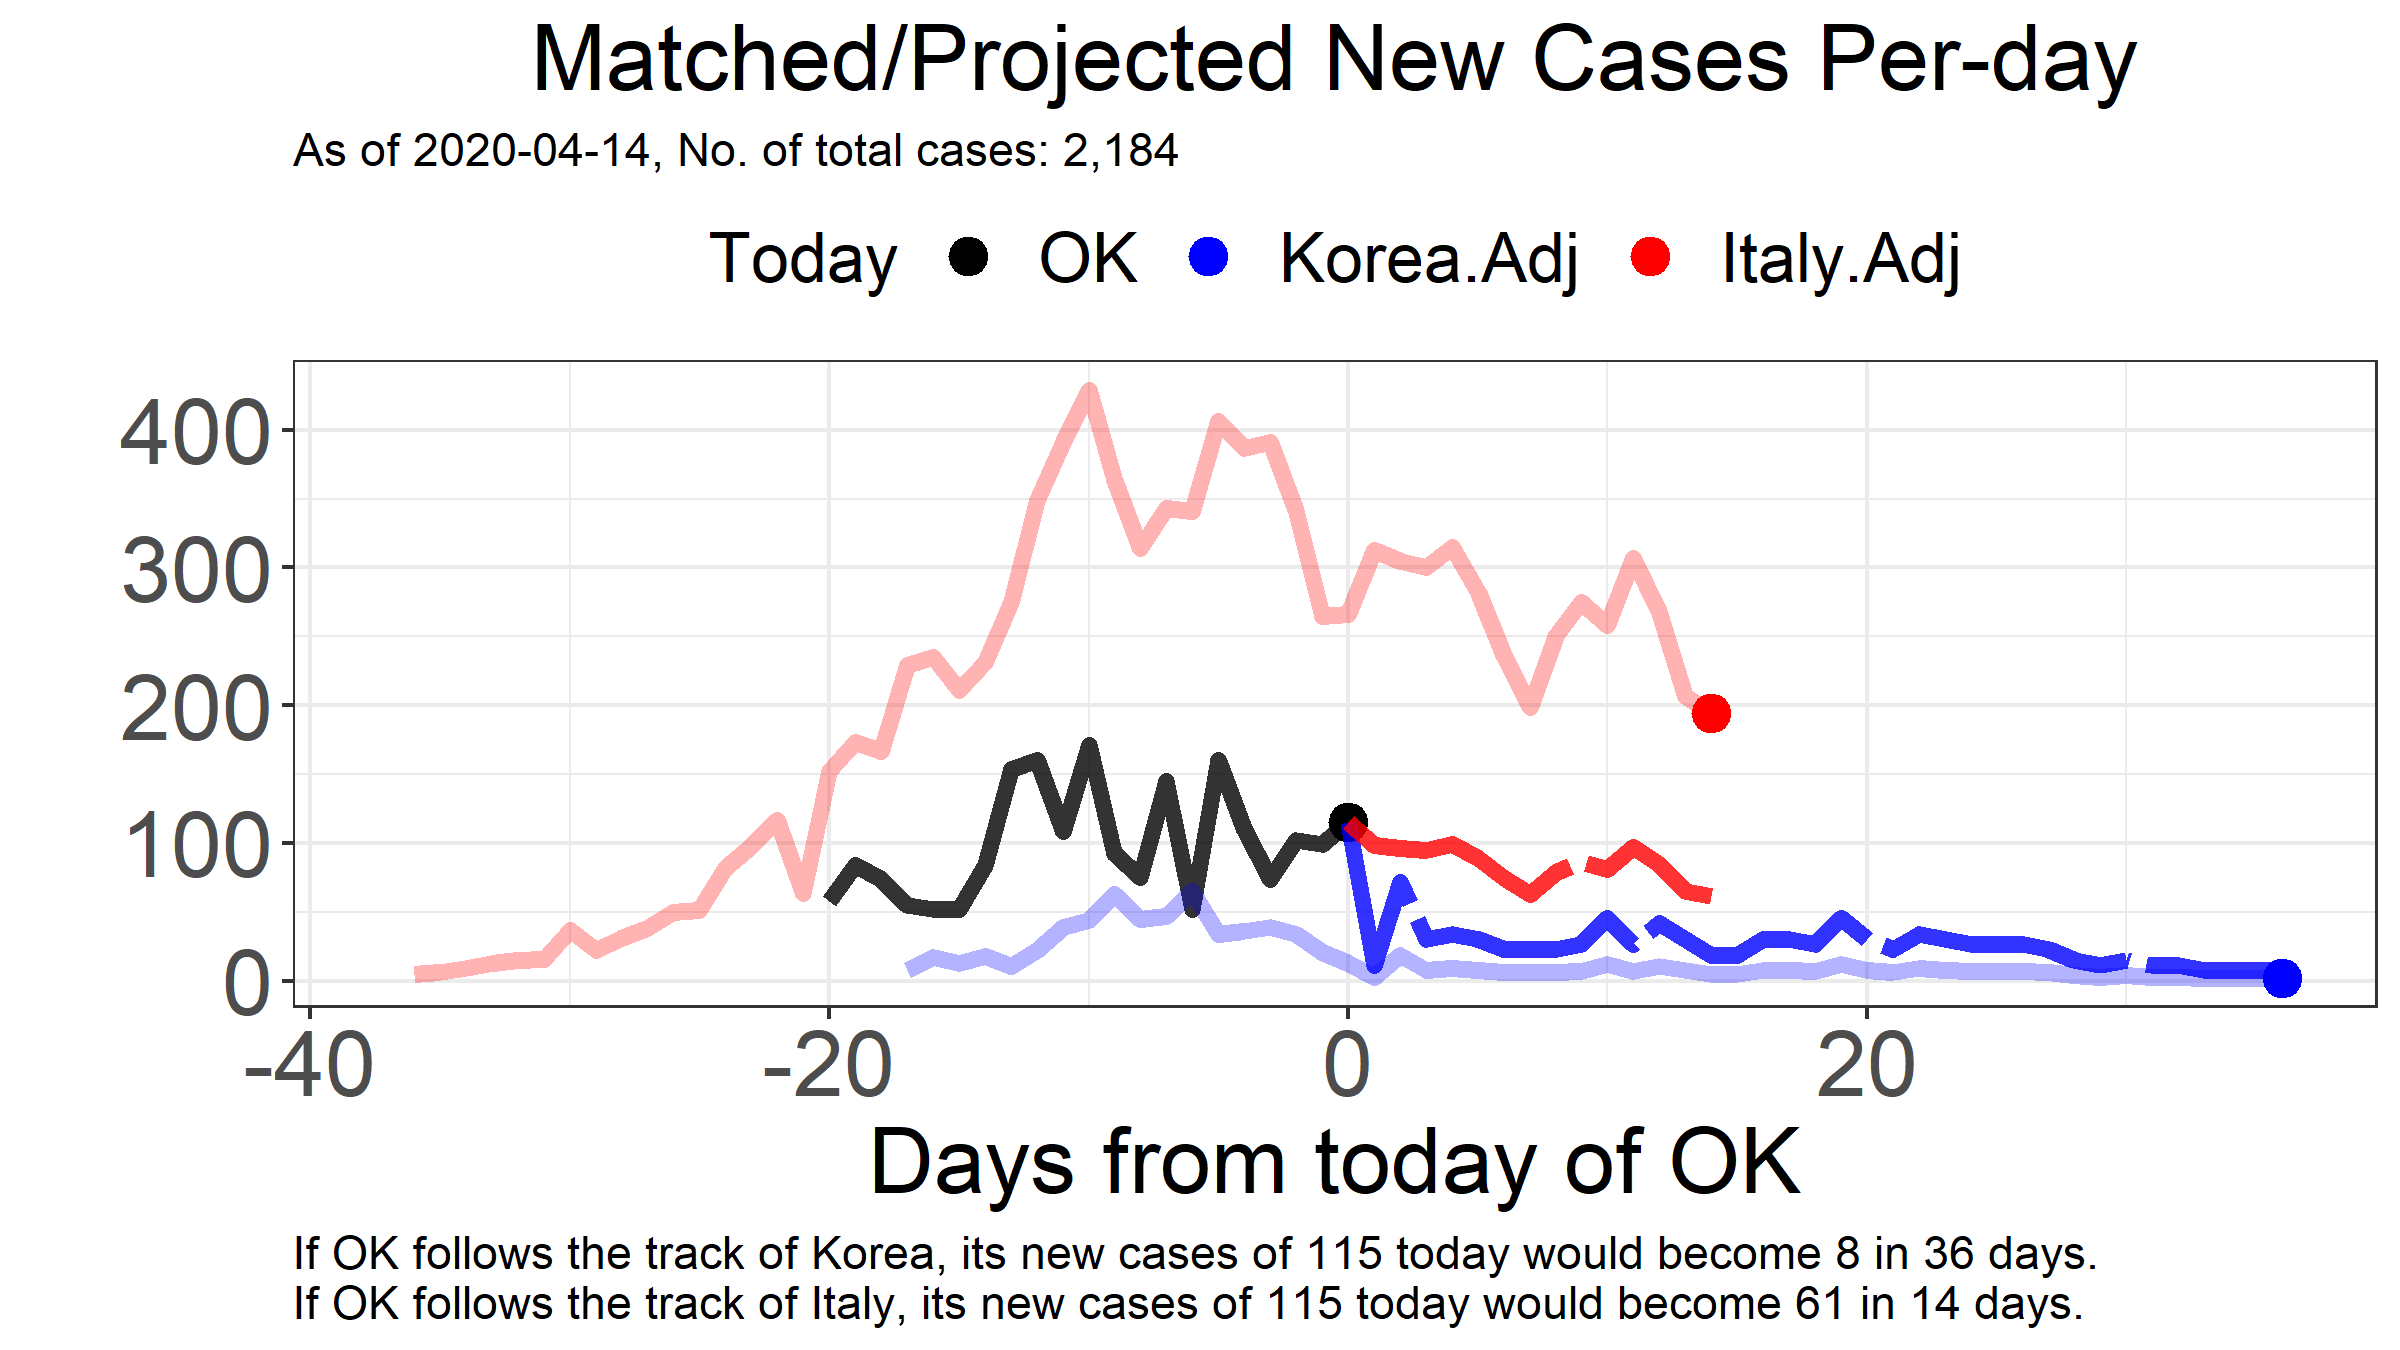 Matched/Projected New Cases Per-day
As of 2020-04-14, No. of total cases: 2,184
Today OK Korea.Adj Italy.Adj
400
300
200
100
0
-40 -20 0 20
Days from today of OK
If OK follows the track of Korea, its new cases of 115 today would become 8 in 36 days.
If OK follows the track of Italy, its new cases of 115 today would become 61 in 14 days.